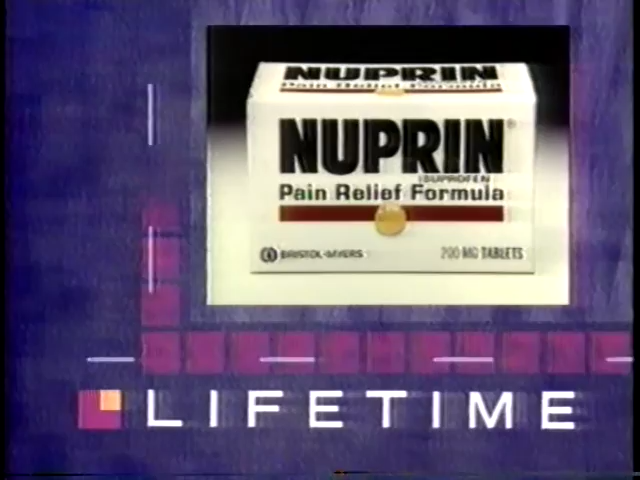 NUPRIN
Pain Relief Formula
NUPRIN®
IBUPROFEN
Pain Relief Formula
BRISTOL-MYERS
200 MG TABLETS
LIFETIME